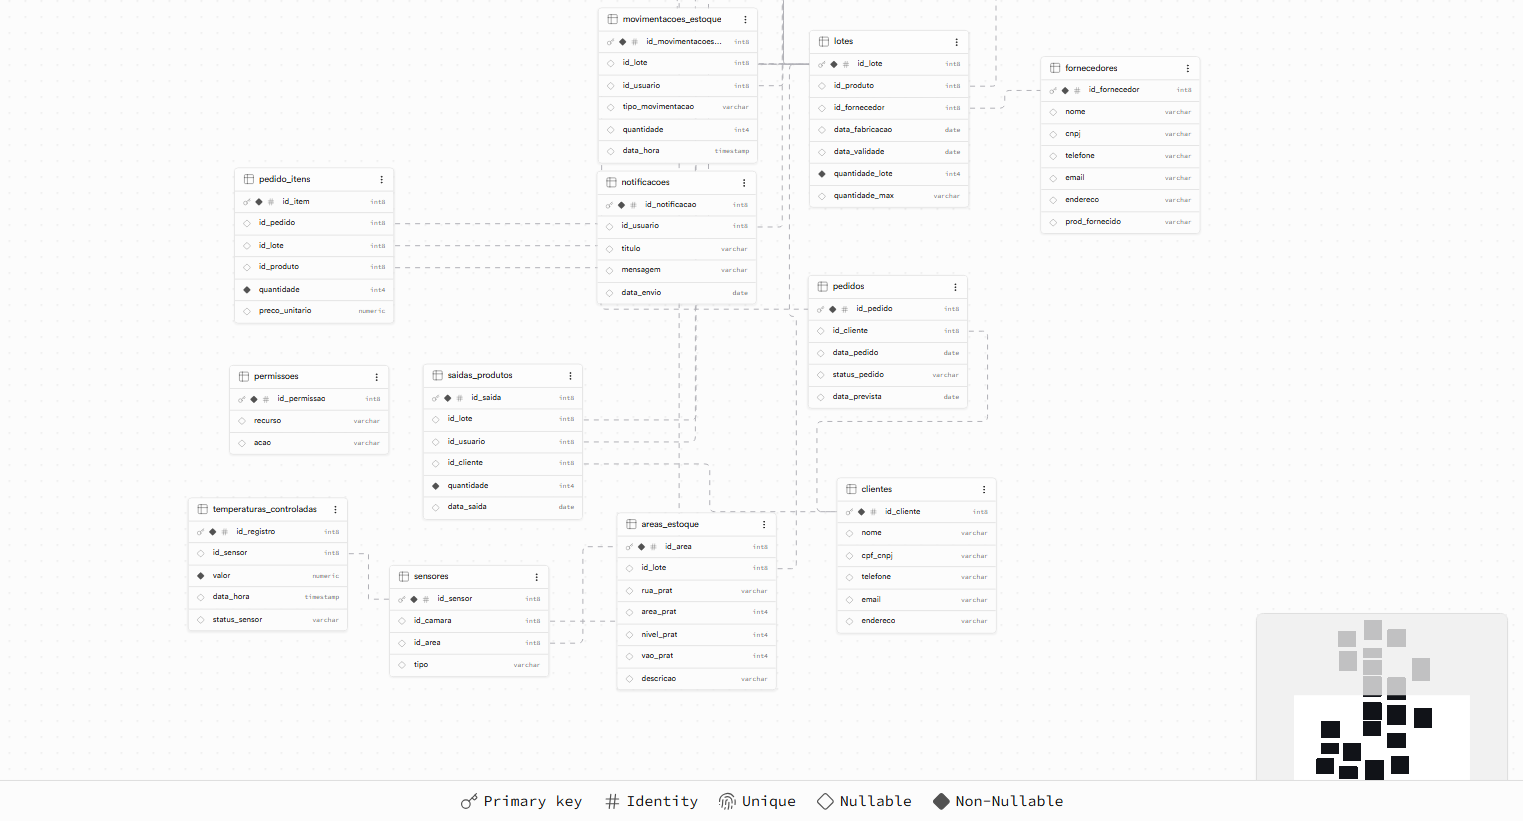 movimentacoes_estoque
id_movimentacoes... int8
id_lote int8
id_usuario int8
tipo_movimentacao varchar
quantidade int4
data_hora timestamp
lotes
id_lote int8
id_produto int8
id_fornecedor int8
data_fabricacao date
data_validade date
quantidade_lote int4
quantidade_max varchar
fornecedores
id_fornecedor int8
nome varchar
cnpj varchar
telefone varchar
email varchar
endereco varchar
prod_fornecido varchar
pedido_itens
id_item int8
id_pedido int8
id_lote int8
id_produto int8
quantidade int4
preco_unitario numeric
notificacoes
id_notificacao int8
id_usuario int8
titulo varchar
mensagem varchar
data_envio date
pedidos
id_pedido int8
id_cliente int8
data_pedido date
status_pedido varchar
data_prevista date
permissoes
id_permissao int8
recurso varchar
acao varchar
saidas_produtos
id_saida int8
id_lote int8
id_usuario int8
id_cliente int8
quantidade int4
data_saida date
clientes
id_cliente int8
nome varchar
cpf_cnpj varchar
telefone varchar
email varchar
endereco varchar
temperaturas_controladas
id_registro int8
id_sensor int8
valor numeric
data_hora timestamp
status_sensor varchar
sensores
id_sensor int8
id_camara int8
id_area int8
tipo varchar
areas_estoque
id_area int8
id_lote int8
rua_prat varchar
area_prat int4
nivel_prat int4
vao_prat int4
descricao varchar
Primary key # Identity Unique Nullable Non-Nullable